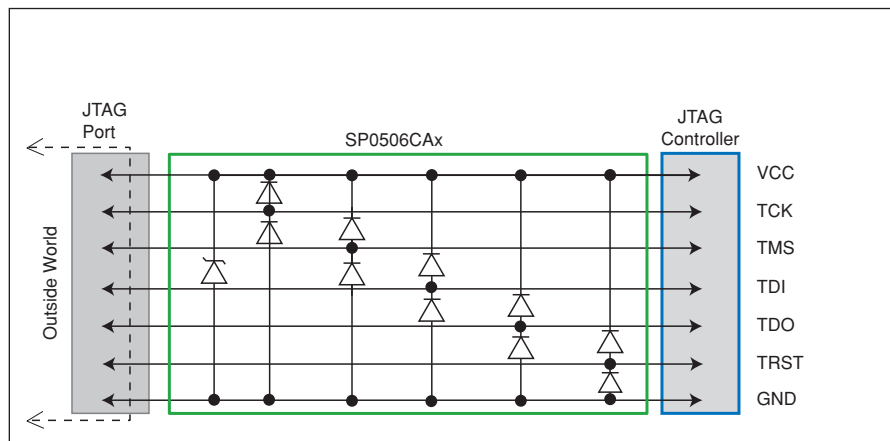 JTAG
Port
SP0506CAx
JTAG
Controller
Outside World
VCC
TCK
TMS
TDI
TDO
TRST
GND